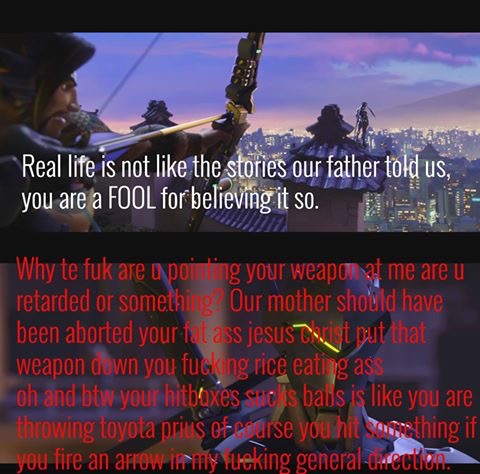 Real life is not like the stories our father told us,
you are a FOOL for believing it so.
Why te fuk are u pointing your weapon at me are u
retarded or something? Our mother should have
been aborted your fat ass jesus christ put that
weapon down you fucking rice eating ass
oh and btw your hitboxes sucks balls is like you are
throwing toyota prius of course you hit something if
you fire an arrow in my fucking general direction.